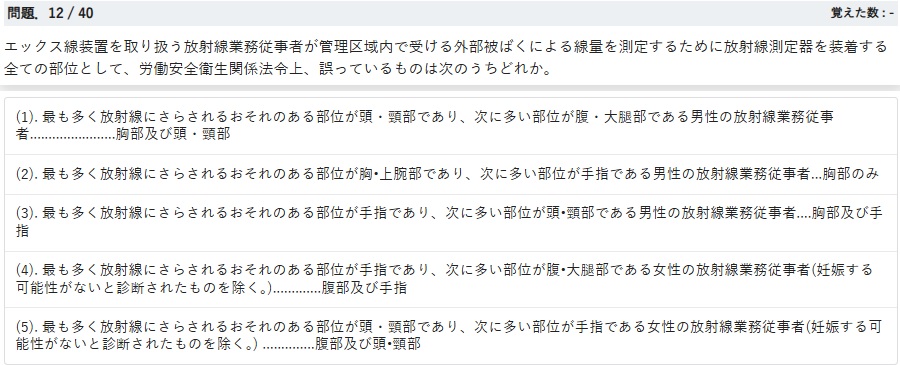 問題. 12 / 40
覚えた数 : -
エックス線装置を取り扱う放射線業務従事者が管理区域内で受ける外部被ばくによる線量を測定するために放射線測定器を装着する
全ての部位として、労働安全衛生関係法令上、誤っているものは次のうちどれか。
(1). 最も多く放射線にさらされるおそれのある部位が頭・頸部であり、次に多い部位が腹・大腿部である男性の放射線業務従事
者.......................胸部及び頭・頸部
(2). 最も多く放射線にさらされるおそれのある部位が胸•上腕部であり、次に多い部位が手指である男性の放射線業務従事者...胸部のみ
(3). 最も多く放射線にさらされるおそれのある部位が手指であり、次に多い部位が頭•頸部である男性の放射線業務従事者....胸部及び手
指
(4). 最も多く放射線にさらされるおそれのある部位が手指であり、次に多い部位が腹•大腿部である女性の放射線業務従事者(妊娠する
可能性がないと診断されたものを除く。).............腹部及び手指
(5). 最も多く放射線にさらされるおそれのある部位が頭・頸部であり、次に多い部位が手指である女性の放射線業務従事者(妊娠する可
能性がないと診断されたものを除く。) ..............腹部及び頭•頸部